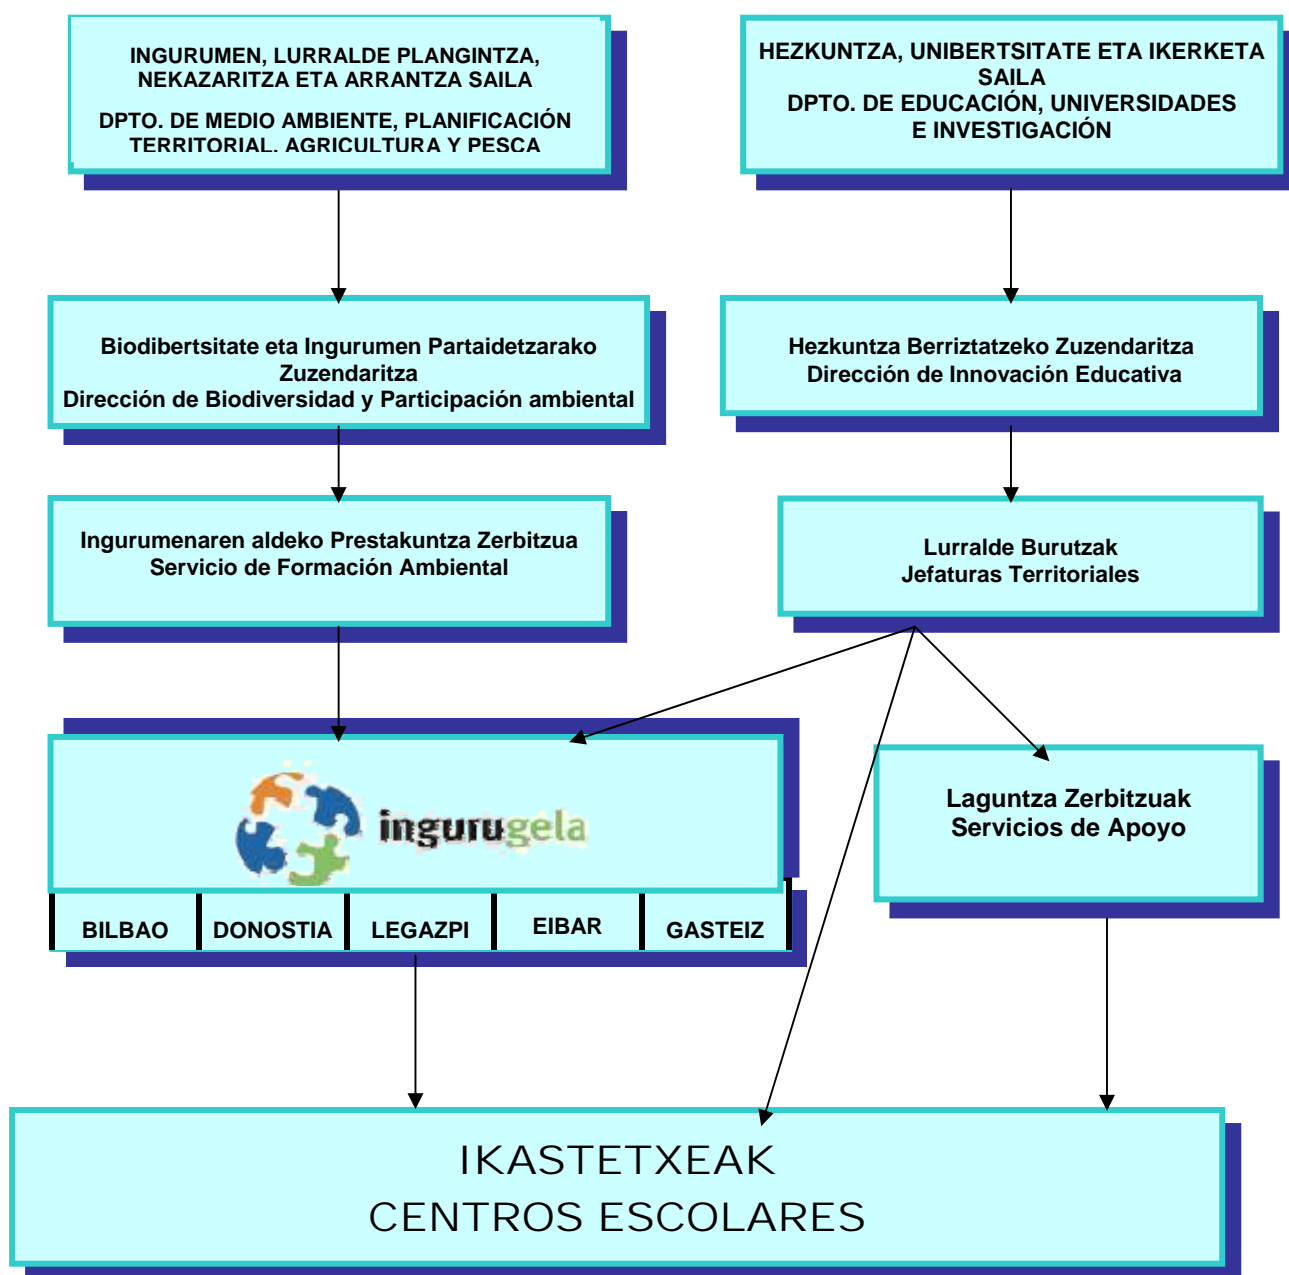 INGURUMEN, LURRALDE PLANGINTZA,
NEKAZARITZA ETA ARRANTZA SAILA
DPTO. DE MEDIO AMBIENTE, PLANIFICACIÓN
TERRITORIAL. AGRICULTURA Y PESCA
HEZKUNTZA, UNIBERTSITATE ETA IKERKETA
SAILA
DPTO. DE EDUCACIÓN, UNIVERSIDADES
E INVESTIGACIÓN
Biodibertsitate eta Ingurumen Partaidetzarako
Zuzendaritza
Dirección de Biodiversidad y Participación ambiental
Hezkuntza Berriztatzeko Zuzendaritza
Dirección de Innovación Educativa
Ingurumenaren aldeko Prestakuntza Zerbitzua
Servicio de Formación Ambiental
Lurralde Burutzak
Jefaturas Territoriales
ingurugela
Laguntza Zerbitzuak
Servicios de Apoyo
BILBAO DONOSTIA LEGAZPI EIBAR GASTEIZ
IKASTETXEAK
CENTROS ESCOLARES